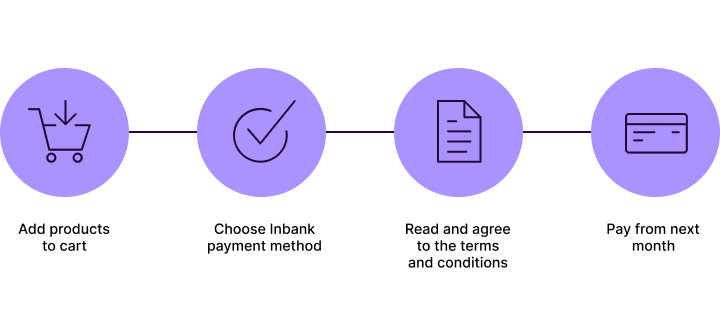 Add products
to cart
Choose Inbank
payment method
Read and agree
to the terms
and conditions
Pay from next
month